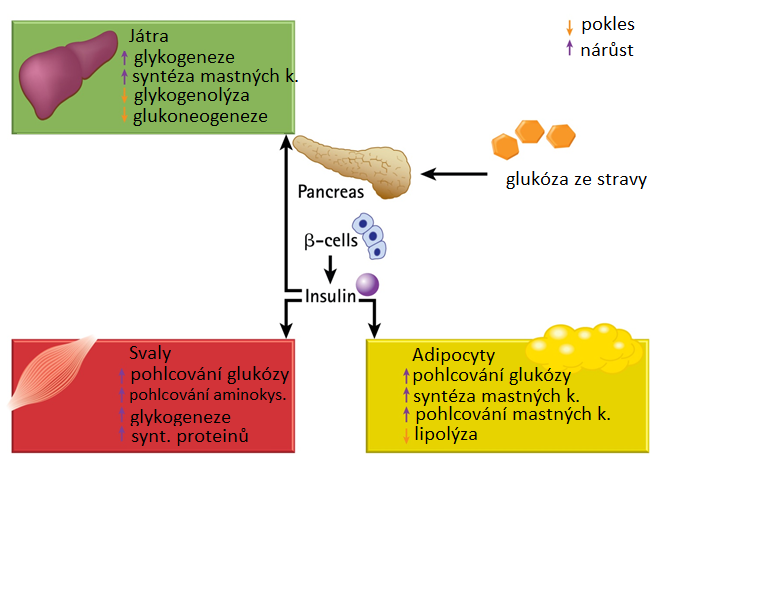 Játra
↑ glykogeneze
↑ syntéza mastných k.
↓ glykogenolýza
↓ glukoneogeneze
↓ pokles
↑ nárůst
glukóza ze stravy
Pancreas
β-cells
Insulin
Svaly
↑ pohlcování glukózy
↑ pohlcování aminokys.
↑ glykogeneze
↑ synt. proteinů
Adipocyty
↑ pohlcování glukózy
↑ syntéza mastných k.
↑ pohlcování mastných k.
↓ lipolýza